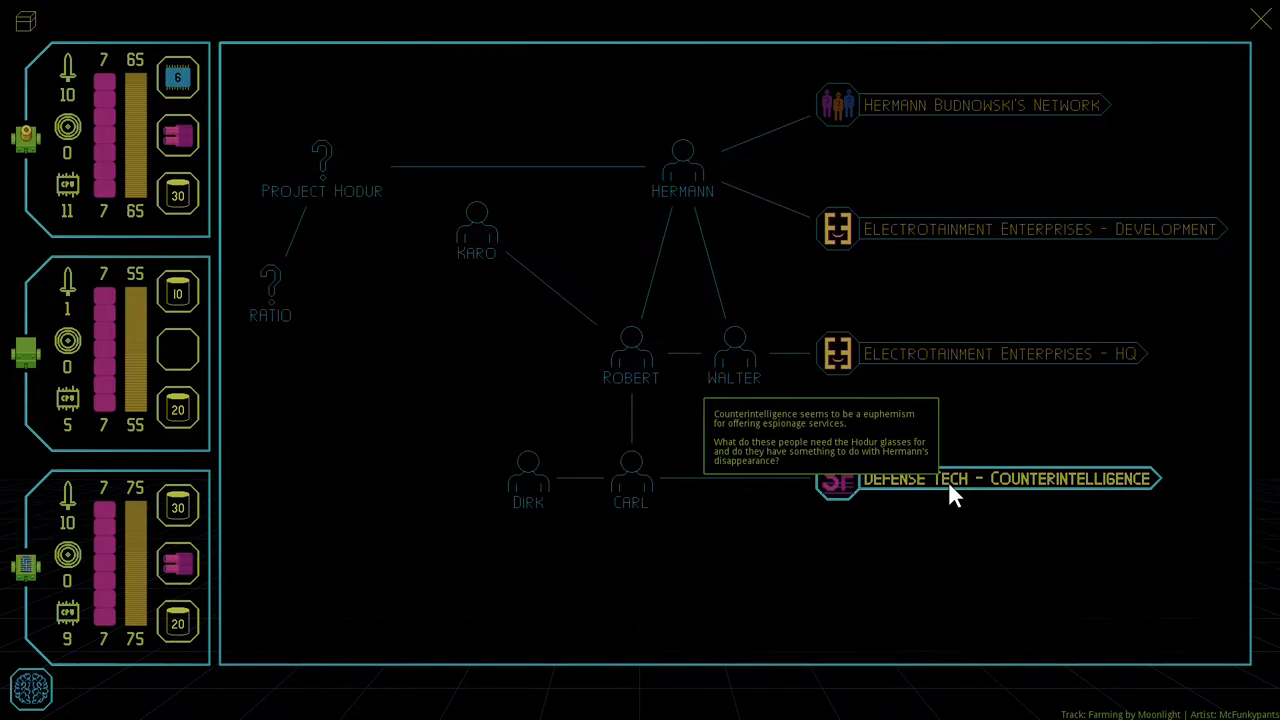 7 65
10
6
0
CPU
30
11 7 65
7 55
10
1
0
CPU
20
5 7 55
7 75
30
10
0
CPU
20
9 7 75
HERMANN BUDNOWSKI'S NETWORK
PROJECT HODUR
HERMANN
ELECTROTAINMENT ENTERPRISES - DEVELOPMENT
KARO
RATIO
ELECTROTAINMENT ENTERPRISES - HQ
ROBERT
WALTER
Counterintelligence seems to be a euphemism
for offering espionage services.
What do these people need the Hodur glasses for
and do they have something to do with Hermann's
disappearance?
DEFENSE TECH - COUNTERINTELLIGENCE
DIRK
CARL
Track: Farming by Moonlight | Artist: McFunkypants